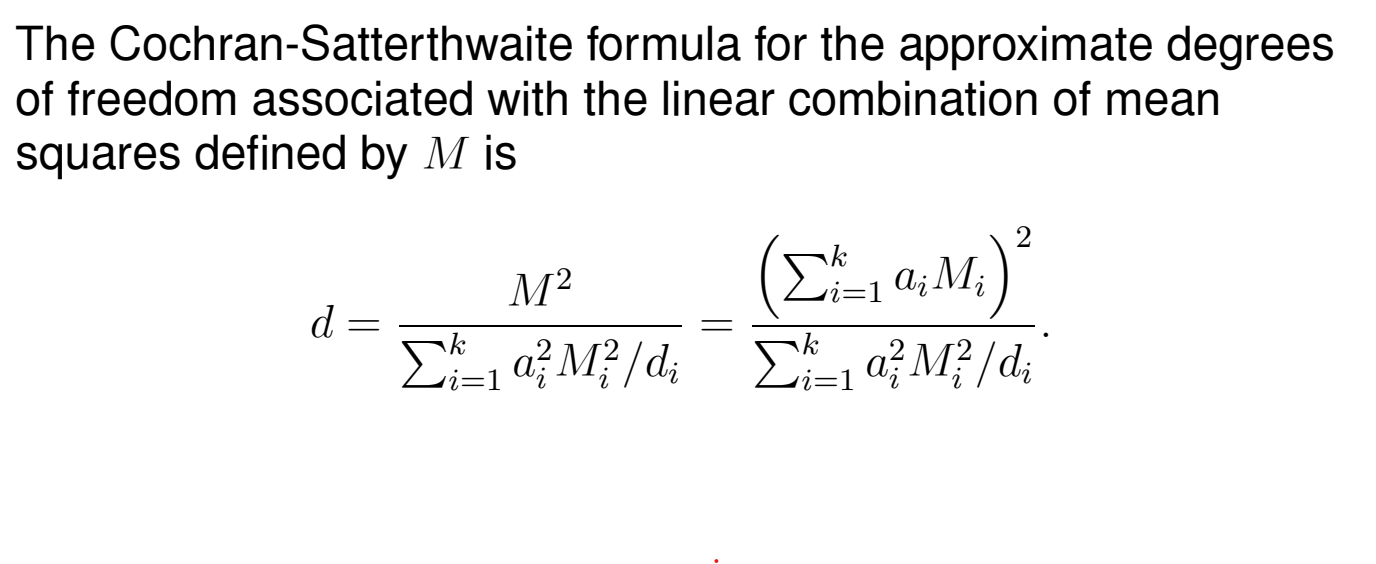 The Cochran-Satterthwaite formula for the approximate degrees
of freedom associated with the linear combination of mean
squares defined by $M$ is
$$d = \frac{M^2}{\sum_{i=1}^{k} a_i^2 M_i^2 / d_i} = \frac{\left(\sum_{i=1}^{k} a_i M_i\right)^2}{\sum_{i=1}^{k} a_i^2 M_i^2 / d_i}.$$